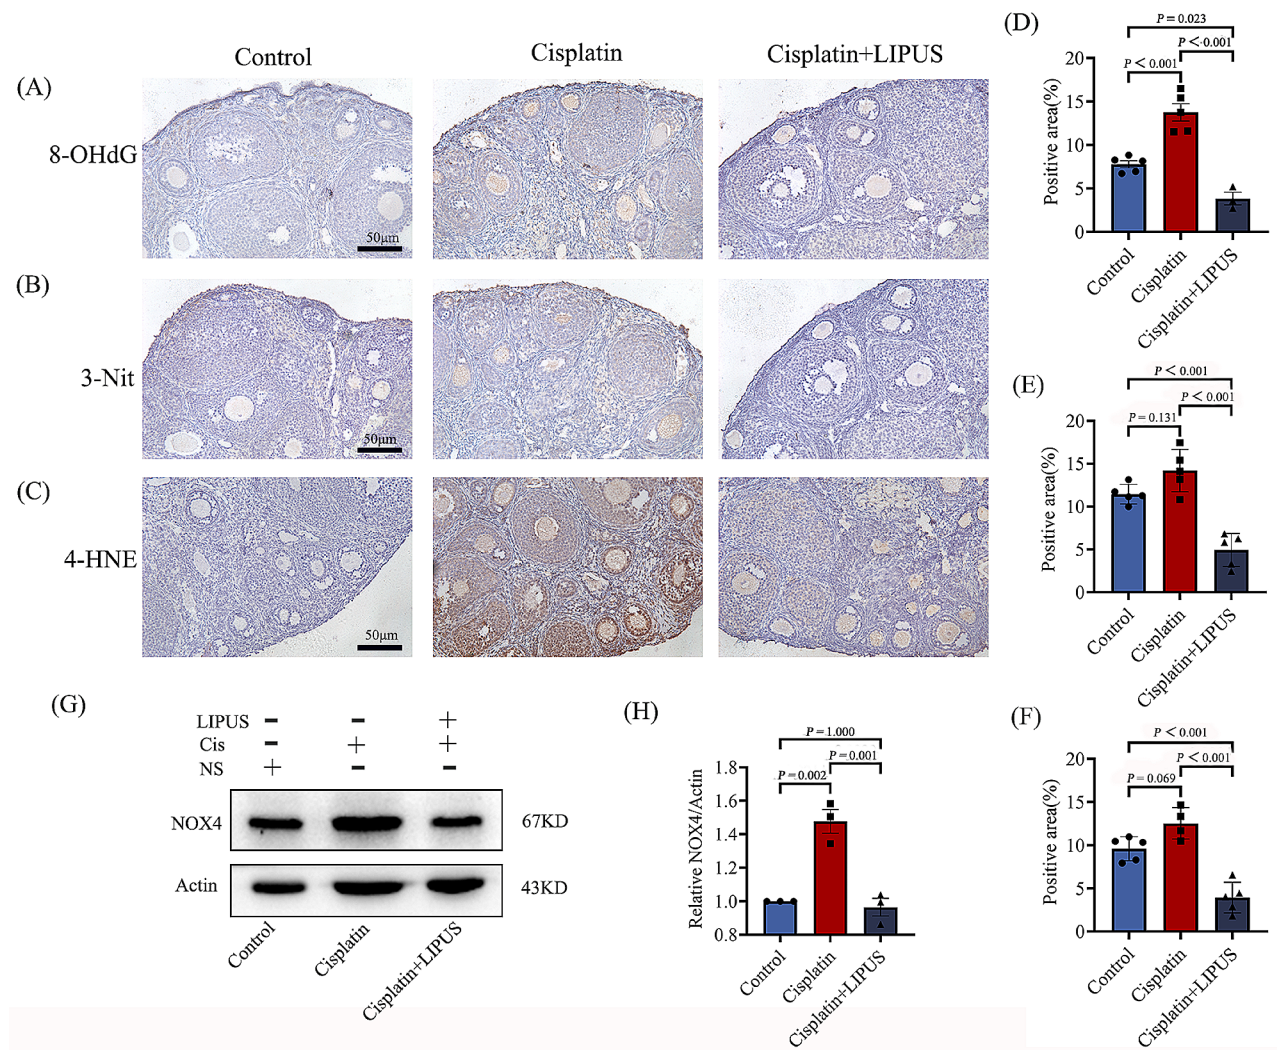 Control
Cisplatin
Cisplatin+LIPUS
(A)
8-OHdG
50μm
(B)
3-Nit
50μm
(C)
4-HNE
50μm
(D)
P = 0.023
P < 0.001
P < 0.001
Positive area(%)
20
15
10
5
0
Control
Cisplatin
Cisplatin+LIPUS
(E)
P < 0.001
P < 0.001
P = 0.131
Positive area(%)
20
15
10
5
0
Control
Cisplatin
Cisplatin+LIPUS
(F)
P < 0.001
P < 0.001
P = 0.069
Positive area(%)
20
15
10
5
0
Control
Cisplatin
Cisplatin+LIPUS
(G)
LIPUS - - +
Cis - + +
NS + - -
NOX4 67KD
Actin 43KD
Control
Cisplatin
Cisplatin+LIPUS
(H)
P = 1.000
P = 0.001
P = 0.002
Relative NOX4/Actin
1.8
1.6
1.4
1.2
1.0
0.8
Control
Cisplatin
Cisplatin+LIPUS